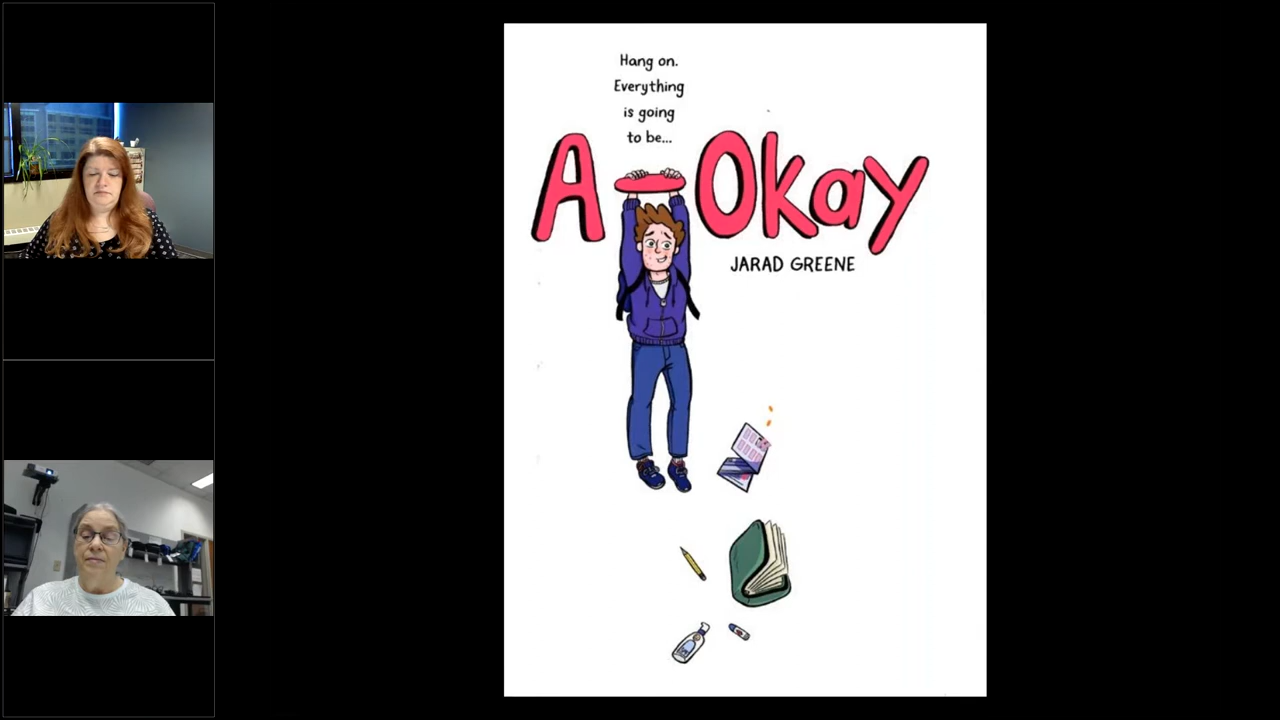 Hang on.
Everything
is going
to be...
A-Okay
JARAD GREENE